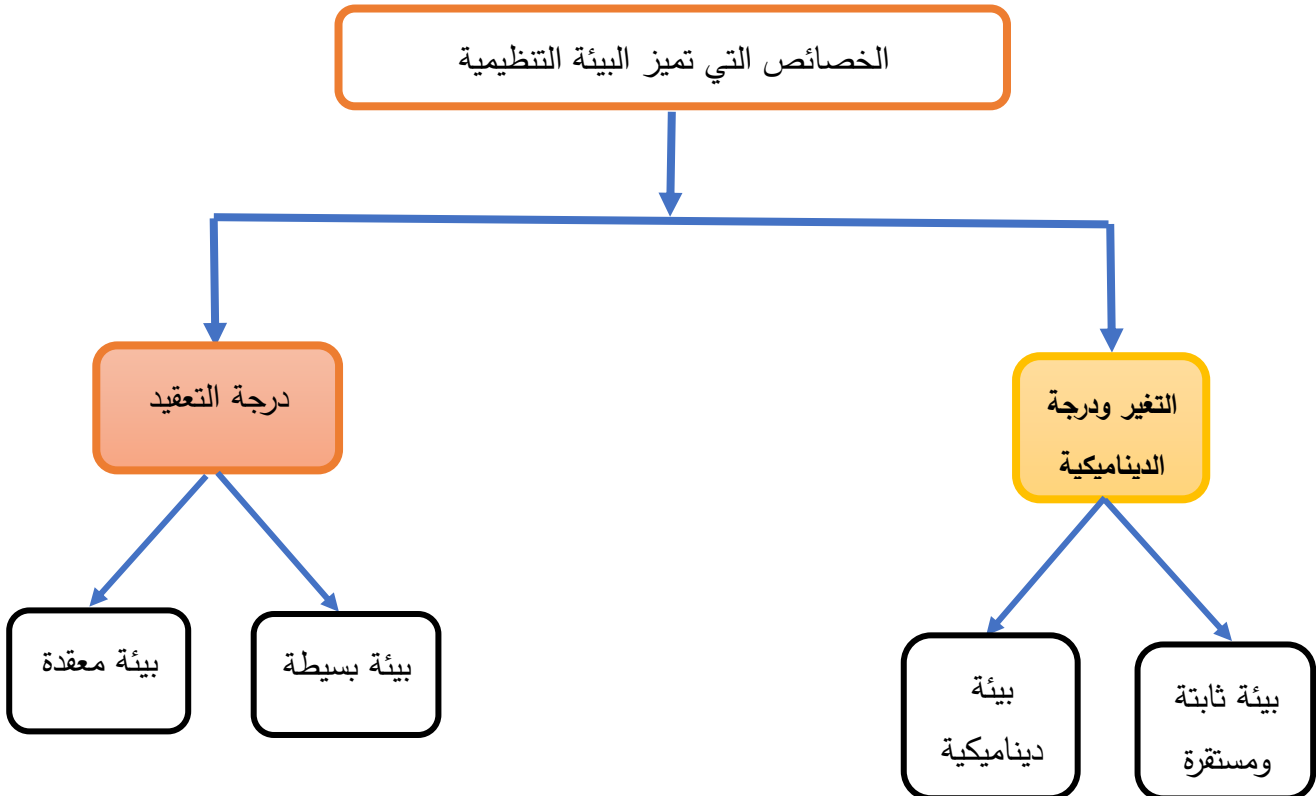 الخصائص التي تميز البيئة التنظيمية
التغير ودرجة
الديناميكية
درجة التعقيد
بيئة ثابتة
ومستقرة
بيئة
ديناميكية
بيئة بسيطة
بيئة معقدة